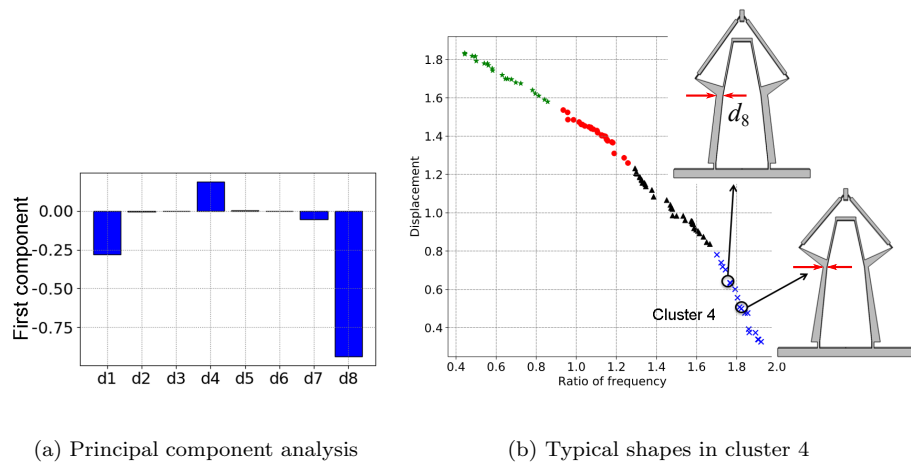 First component
0.00
-0.25
-0.50
-0.75
d1 d2 d3 d4 d5 d6 d7 d8
(a) Principal component analysis
Displacement
1.8
1.6
1.4
1.2
1.0
0.8
0.6
0.4
0.4 0.6 0.8 1.0 1.2 1.4 1.6 1.8 2.0
Ratio of frequency
Cluster 4
d8
(b) Typical shapes in cluster 4